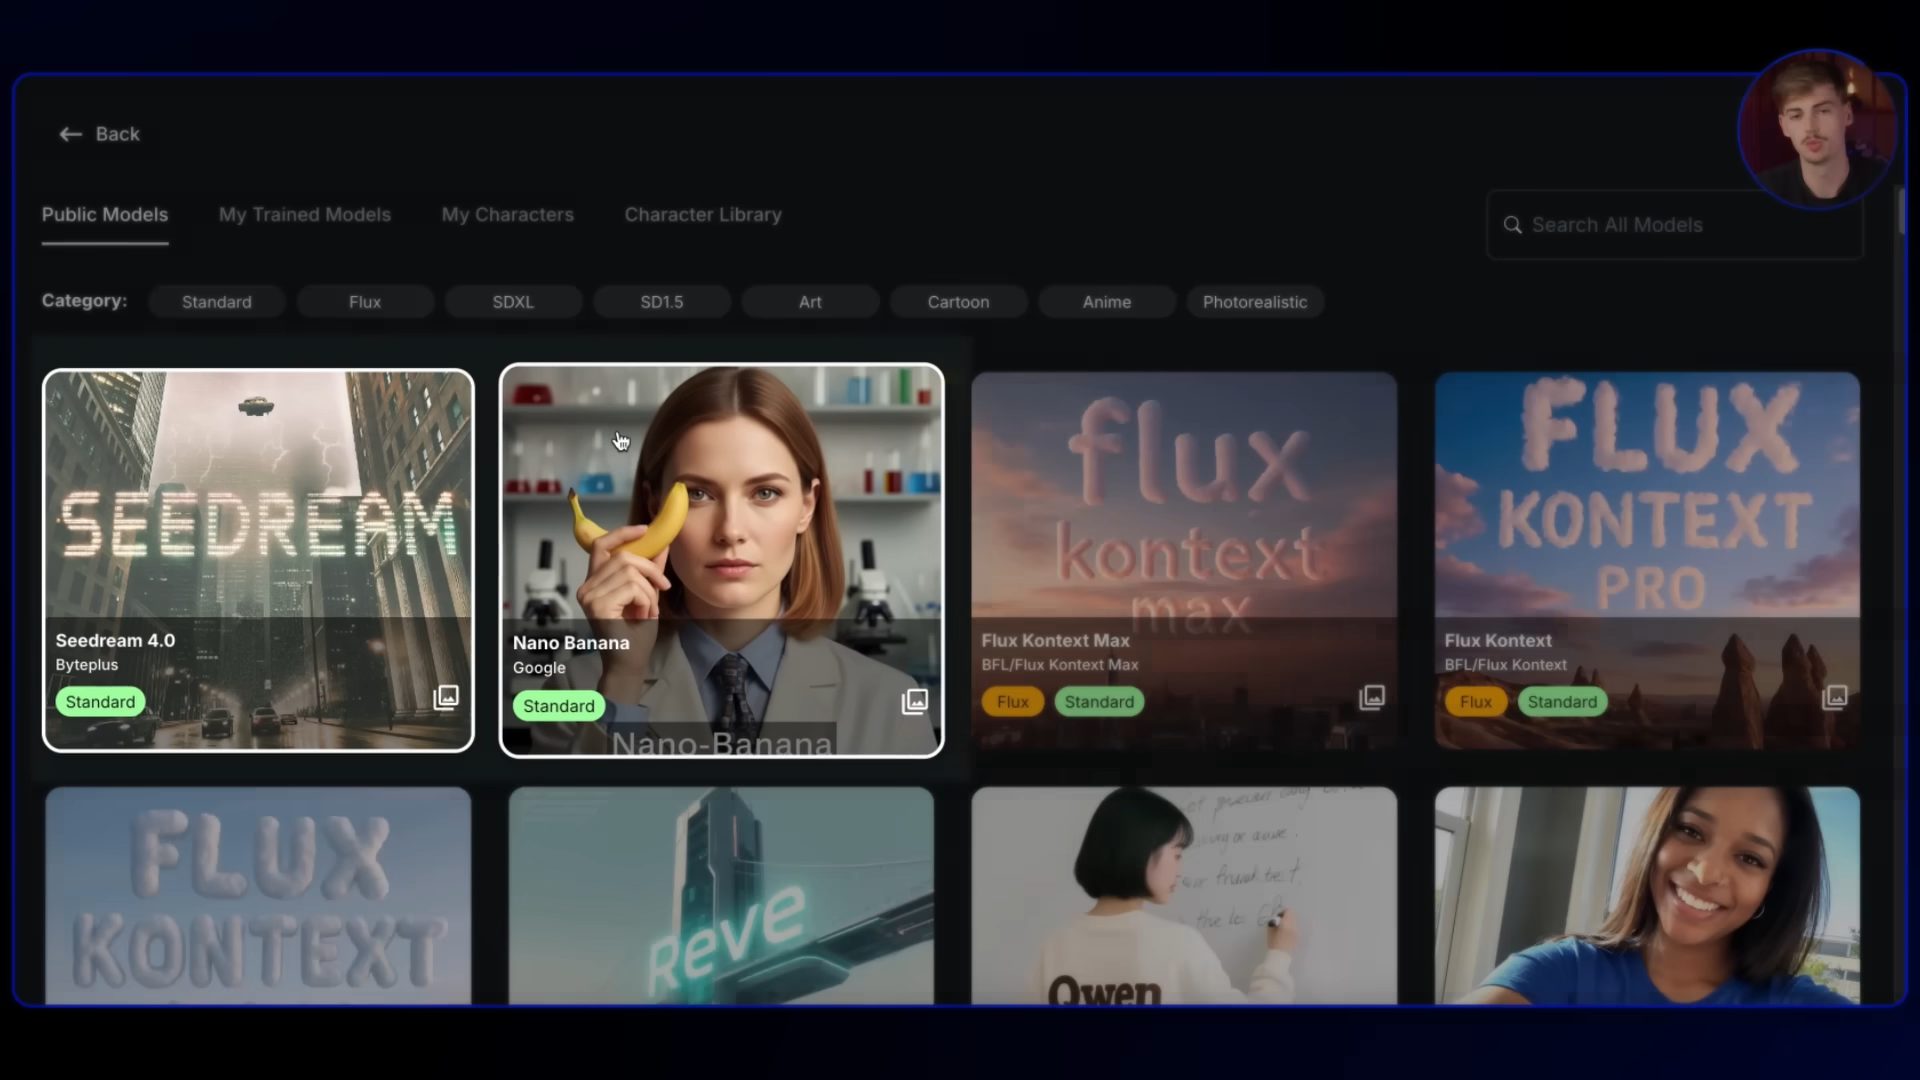 Back
Public Models
My Trained Models
My Characters
Character Library
Search All Models
Category:
Standard
Flux
SDXL
SD1.5
Art
Cartoon
Anime
Photorealistic
SEEDREAM
Seedream 4.0
Byteplus
Standard
Nano Banana
Google
Standard
Nano-Banana
flux
kontext
max
Flux Kontext Max
BFL/Flux Kontext Max
Flux
Standard
FLUX
KONTEXT
PRO
Flux Kontext
BFL/Flux Kontext
Flux
Standard
FLUX
KONTEXT
Reve
Qwen